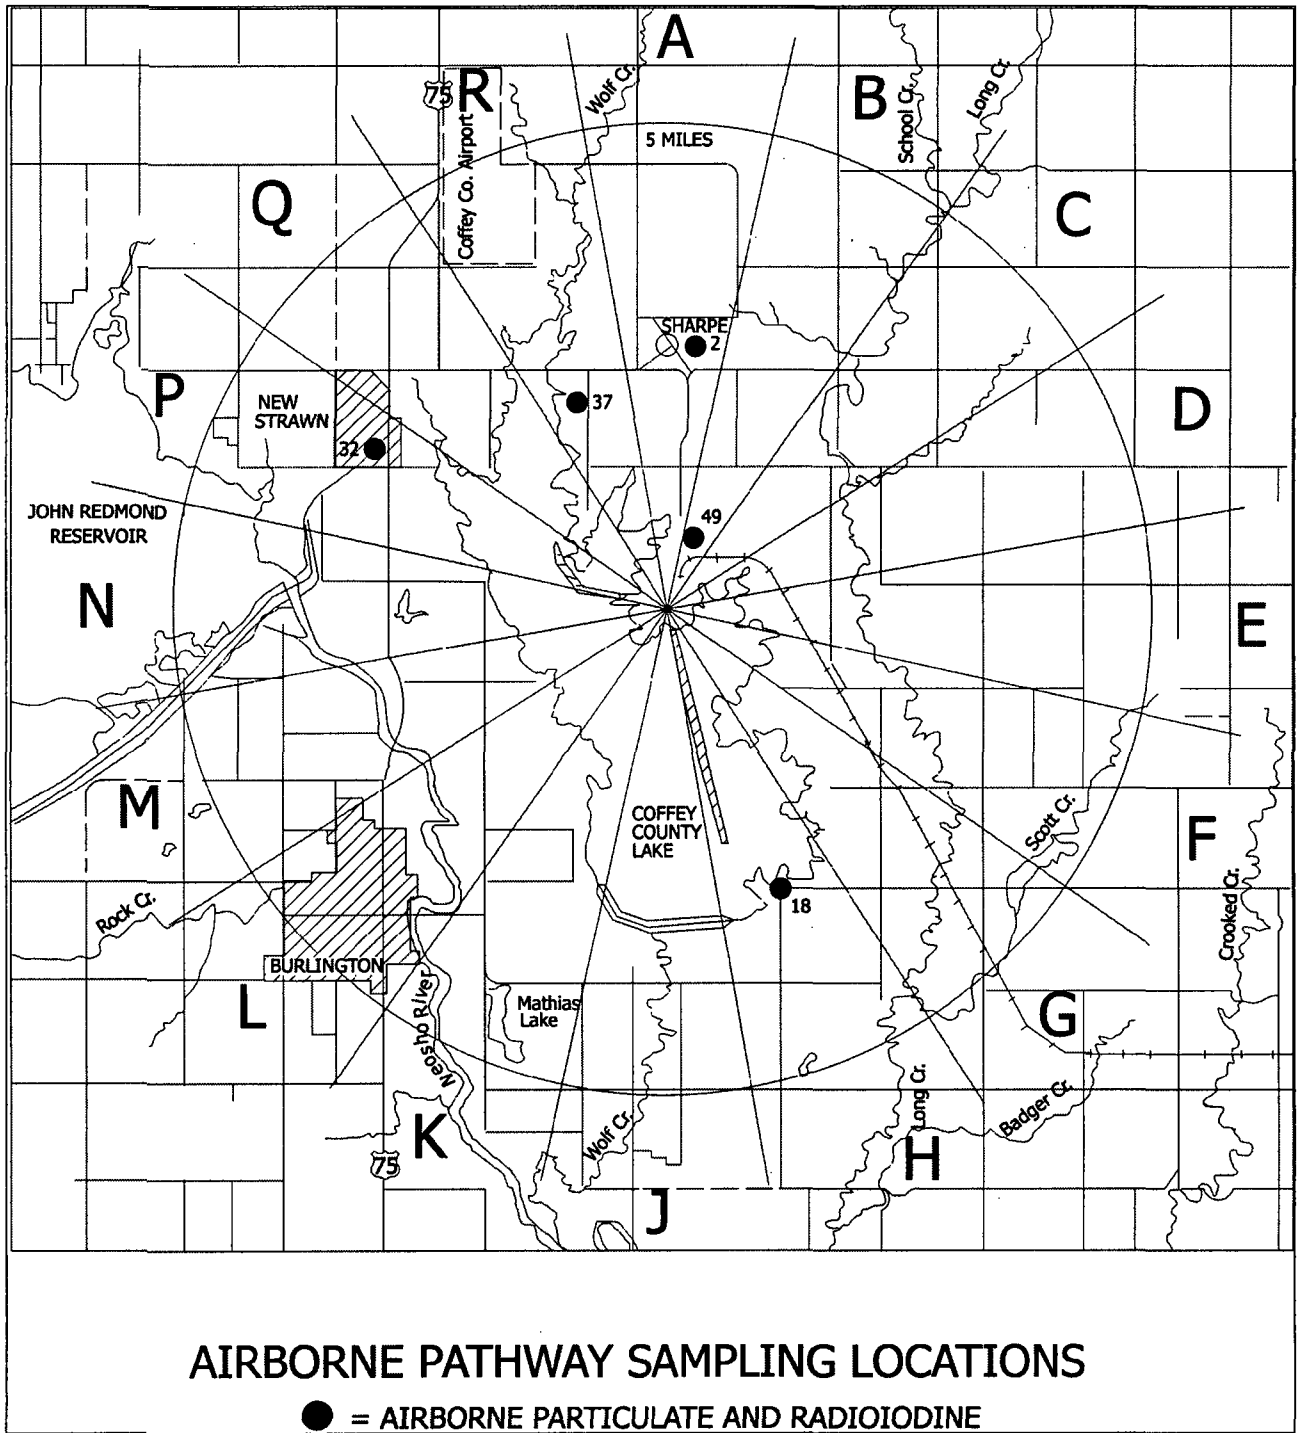 A
B
School Cr.
Long Cr.
R
75
Coffey Co. Airport
Wolf Cr.
5 MILES
Q
C
SHARPE
2
P
NEW
STRAWN
37
32
D
JOHN REDMOND
RESERVOIR
49
N
E
M
COFFEY
COUNTY
LAKE
Scott Cr.
F
Rock Cr.
18
Crooked Cr.
BURLINGTON
L
Neosho River
Mathias
Lake
G
Long Cr.
Badger Cr.
K
75
Wolf Cr.
H
J
AIRBORNE PATHWAY SAMPLING LOCATIONS
= AIRBORNE PARTICULATE AND RADIOIODINE